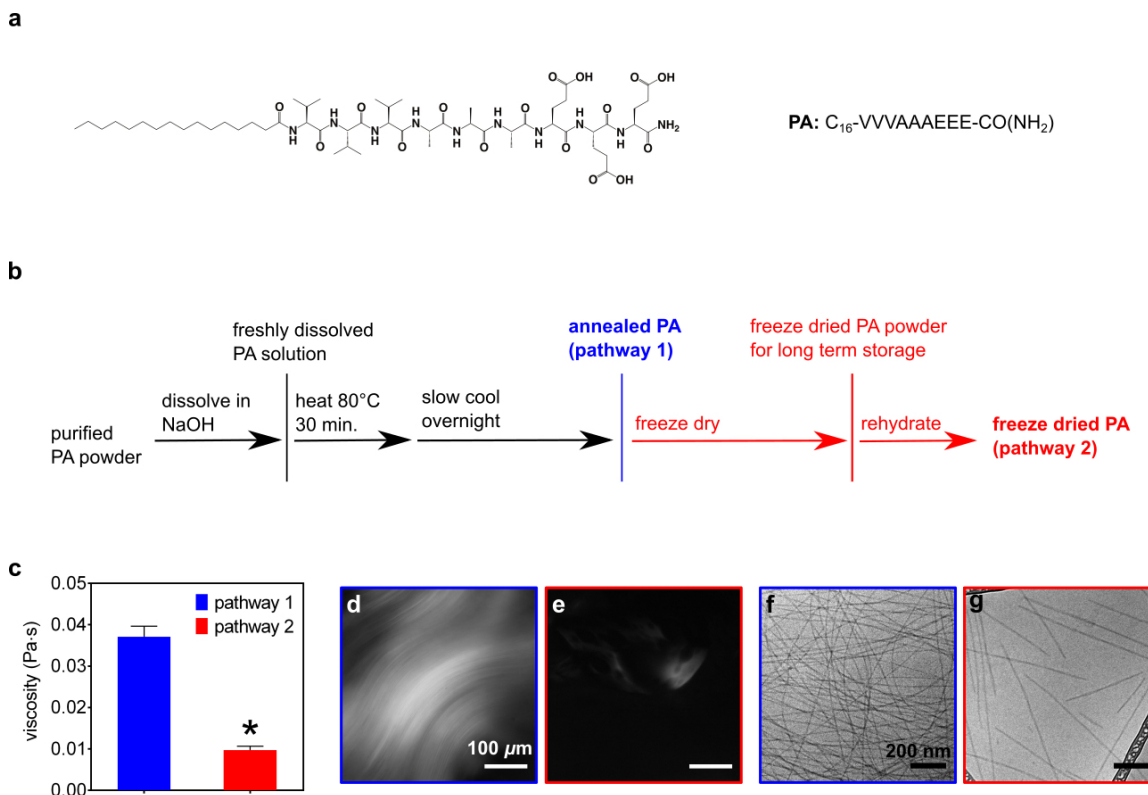 a
O
OH
O
OH
O
H
N
O
H
N
O
H
N
O
H
N
O
NH₂
N
H
O
N
H
O
N
H
O
N
H
O
N
H
O
O
OH
PA: C₁₆-VVVAAAEEE-CO(NH₂)
b
freshly dissolved
PA solution
annealed PA
(pathway 1)
freeze dried PA powder
for long term storage
purified
PA powder
dissolve in
NaOH
heat 80°C
30 min.
slow cool
overnight
freeze dry
rehydrate
freeze dried PA
(pathway 2)
c
viscosity (Pa·s)
0.05
0.04
0.03
0.02
0.01
0.00
pathway 1
pathway 2
*
d
100 µm
e
f
200 nm
g